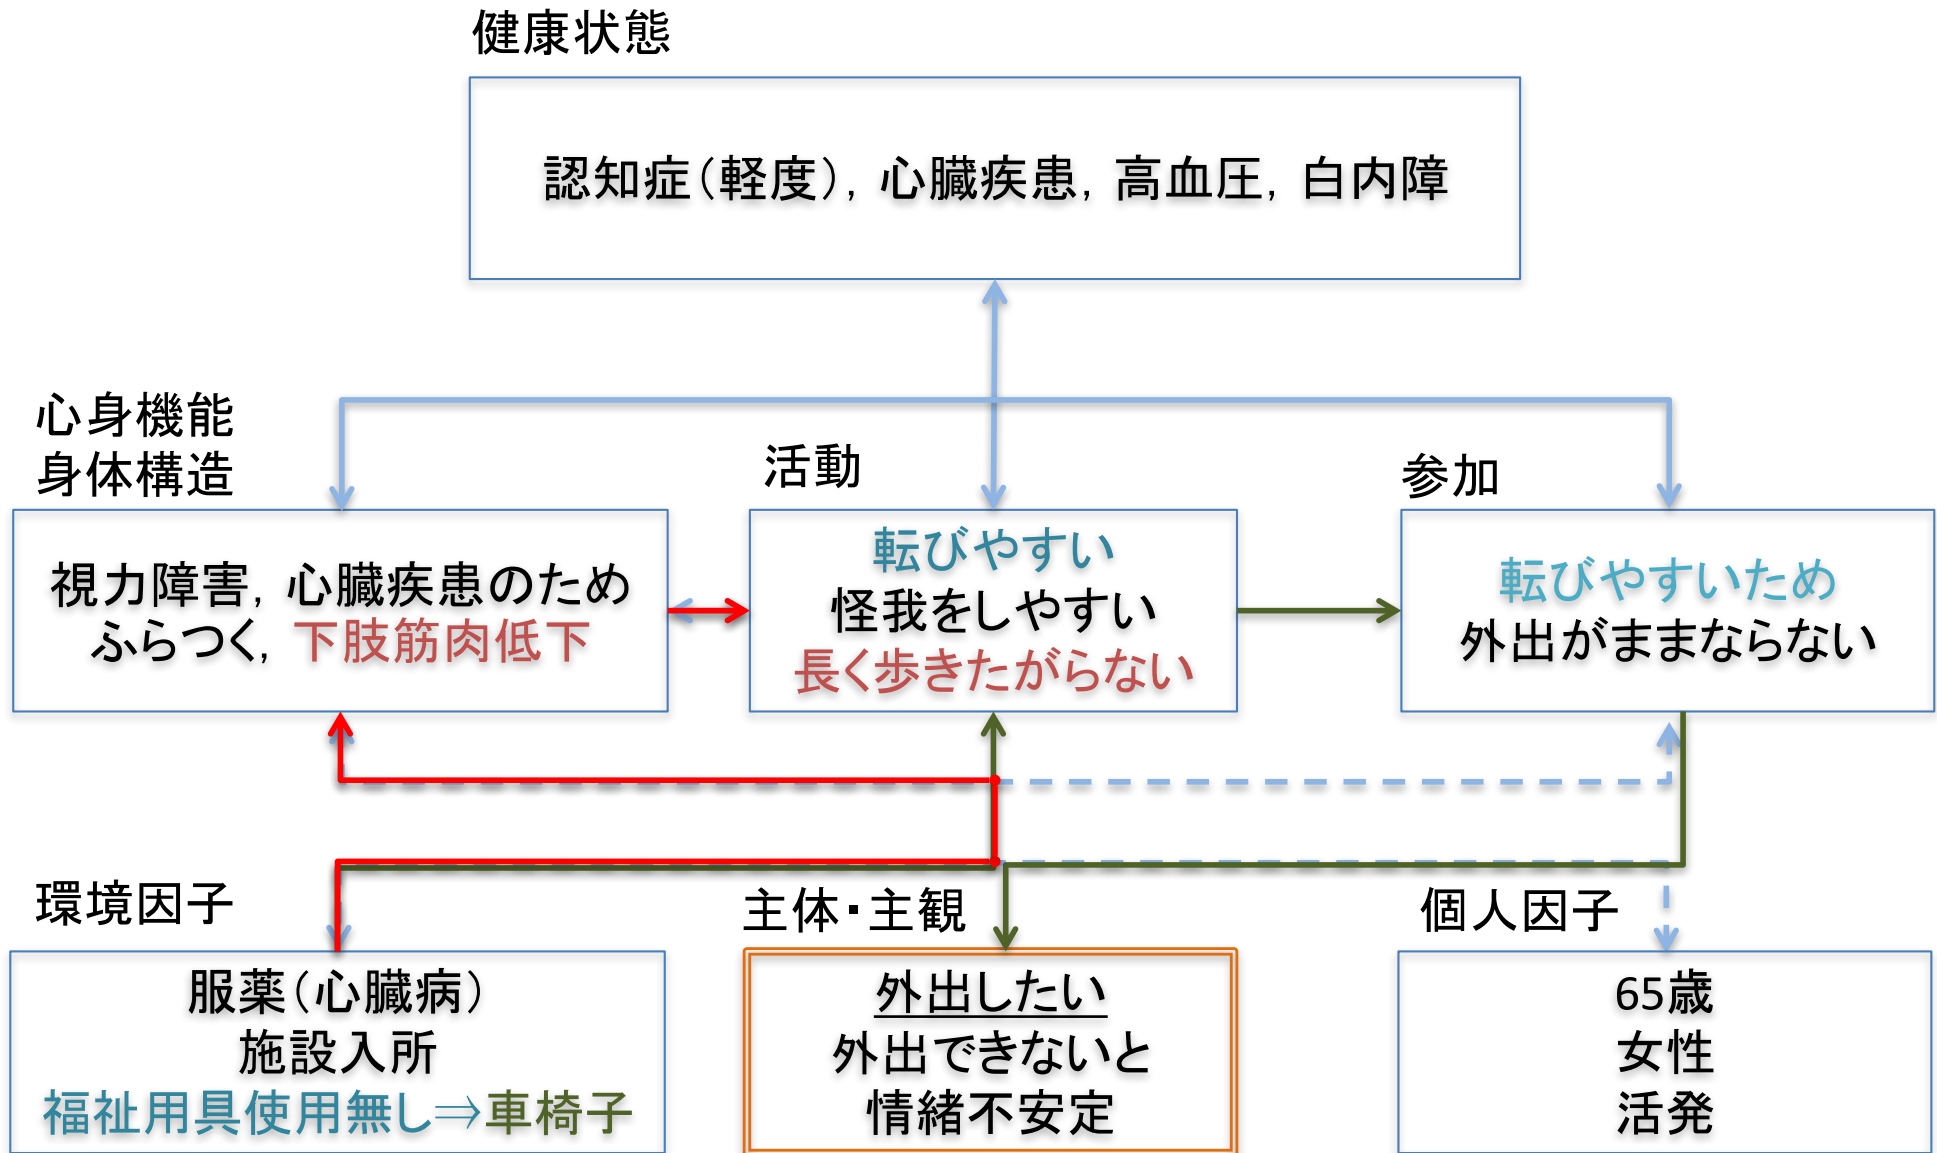 健康状態
認知症（軽度），心臓疾患，高血圧，白内障
心身機能
身体構造
視力障害，心臓疾患のため
ふらつく，下肢筋肉低下
活動
転びやすい
怪我をしやすい
長く歩きたがらない
参加
転びやすいため
外出がままならない
環境因子
服薬（心臓病）
施設入所
福祉用具使用無し⇒車椅子
主体・主観
外出したい
外出できないと
情緒不安定
個人因子
65歳
女性
活発